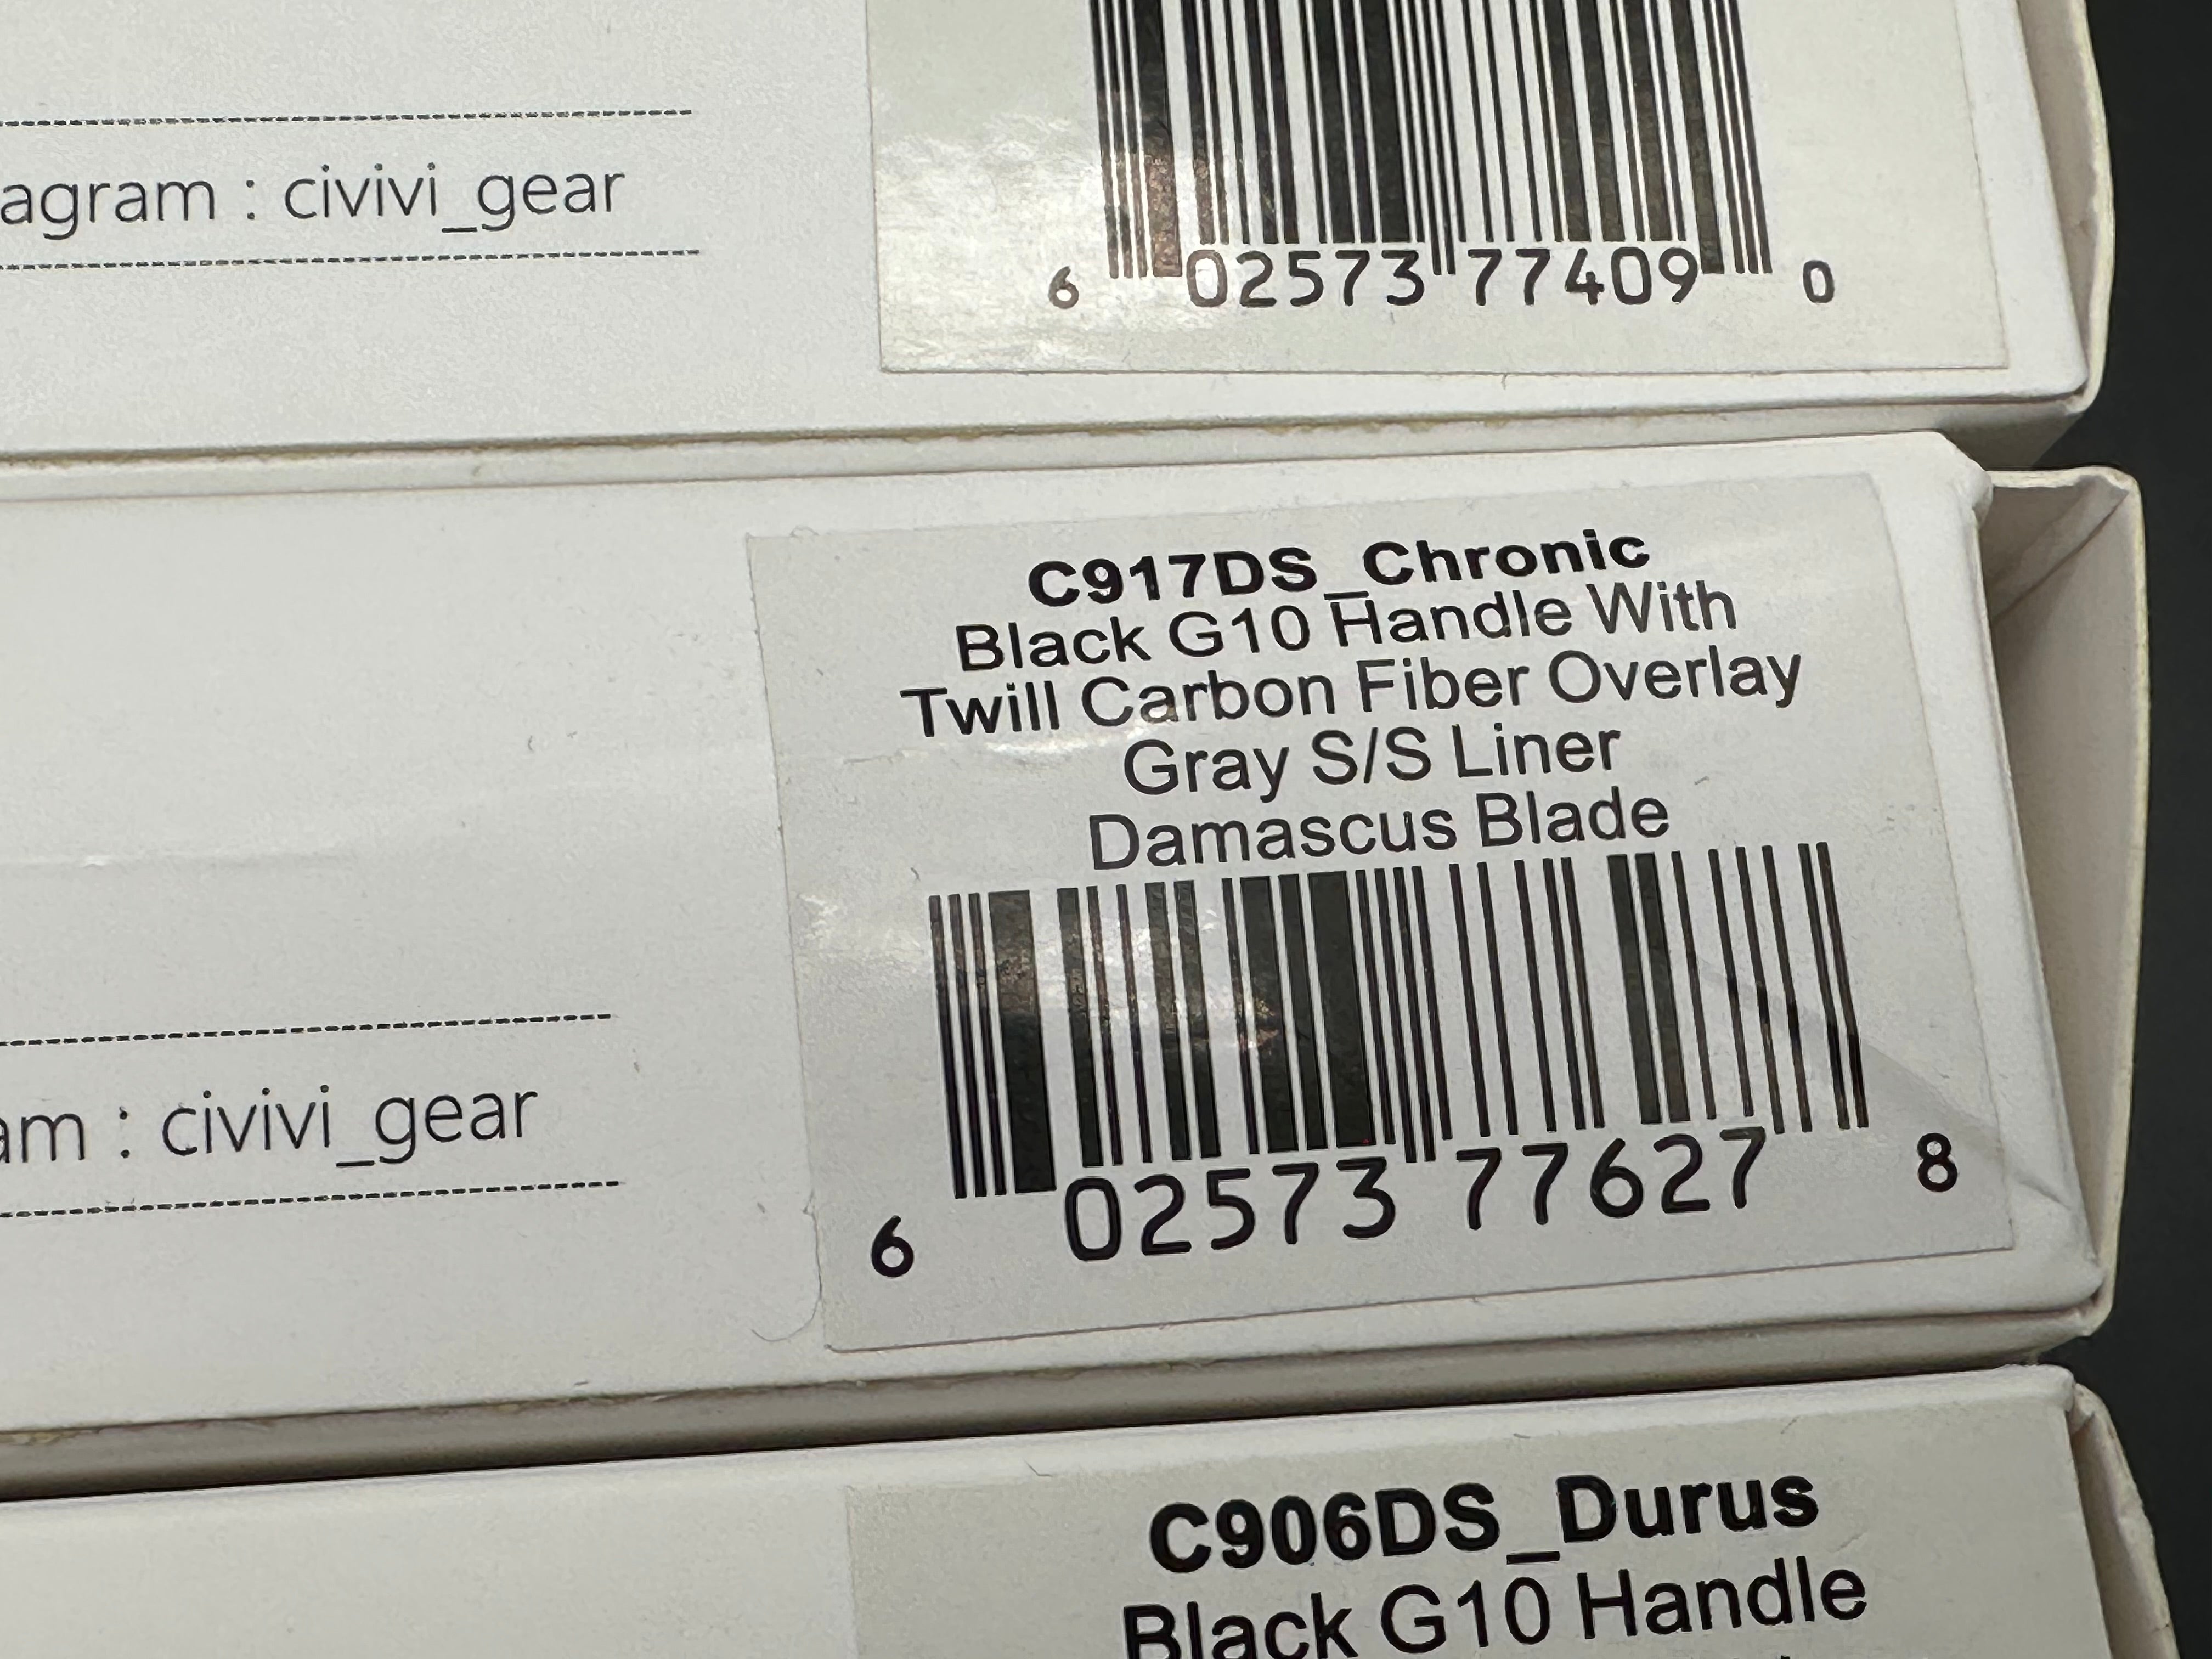 agram : civivi_gear
6 02573 77409 0
C917DS_Chronic
Black G10 Handle With
Twill Carbon Fiber Overlay
Gray S/S Liner
Damascus Blade
6 02573 77627 8
am : civivi_gear
C906DS_Durus
Black G10 Handle